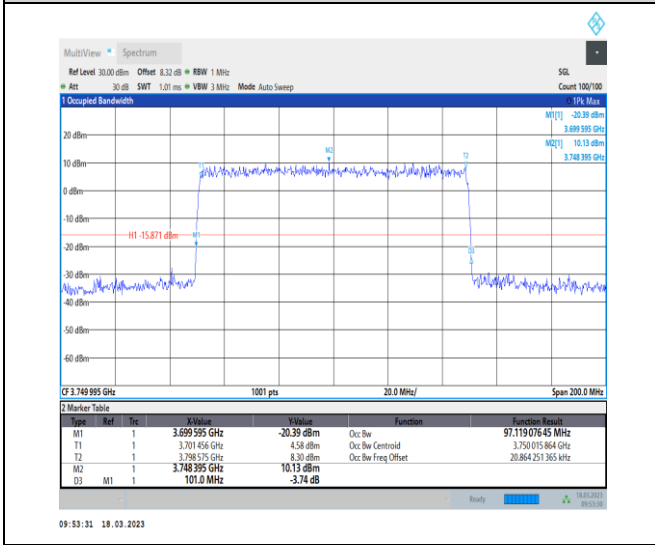 MultiView Spectrum
Ref Level 30.00 dBm Offset 8.32 dB RBW 1 MHz SGL
Att 30 dB SWT 1.01 ms VBW 3 MHz Mode Auto Sweep Count 100/100
1 Occupied Bandwidth 1Pk Max
M1[1] -20.39 dBm
3.699 595 GHz
M2[1] 10.13 dBm
3.748 395 GHz
20 dBm
M2
T2
10 dBm
T1
0 dBm
-10 dBm
H1 -15.871 dBm M1
-20 dBm
D3
-30 dBm
-40 dBm
-50 dBm
-60 dBm
CF 3.749 995 GHz 1001 pts 20.0 MHz/ Span 200.0 MHz
2 Marker Table
Type Ref Trc X-Value Y-Value Function Function Result
M1 1 3.699 595 GHz -20.39 dBm Occ Bw 97.119 076 45 MHz
T1 1 3.701 456 GHz 4.58 dBm Occ Bw Centroid 3.750 015 864 GHz
T2 1 3.798 575 GHz 8.30 dBm Occ Bw Freq Offset 20.864 251 365 kHz
M2 1 3.748 395 GHz 10.13 dBm
D3 M1 1 101.0 MHz -3.74 dB
Ready 18.03.2023
09:53:30
09:53:31 18.03.2023